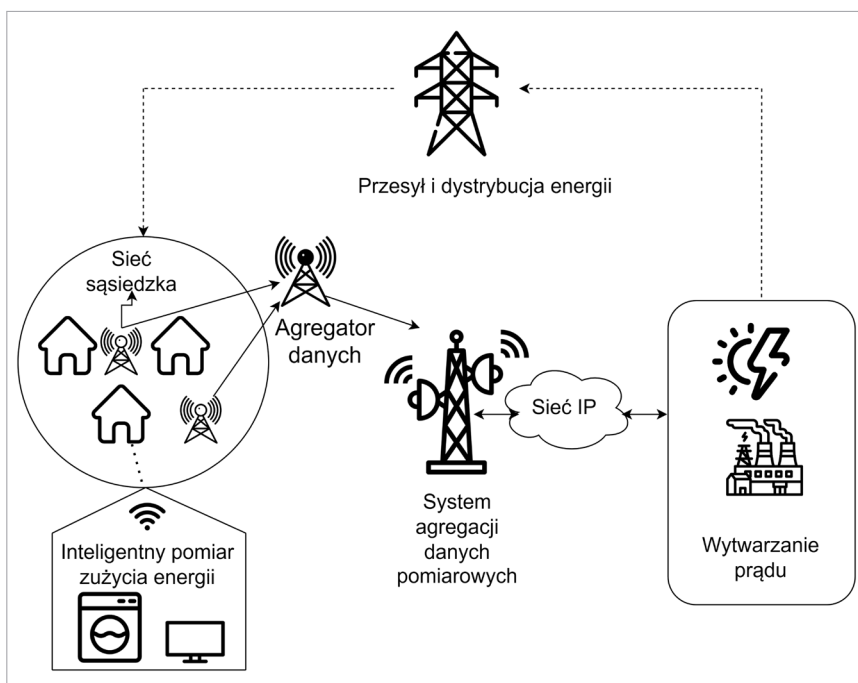 Przesył i dystrybucja energii
Sieć
sąsiedzka
Agregator
danych
Sieć IP
System
agregacji
danych
pomiarowych
Wytwarzanie
prądu
Inteligentny pomiar
zużycia energii